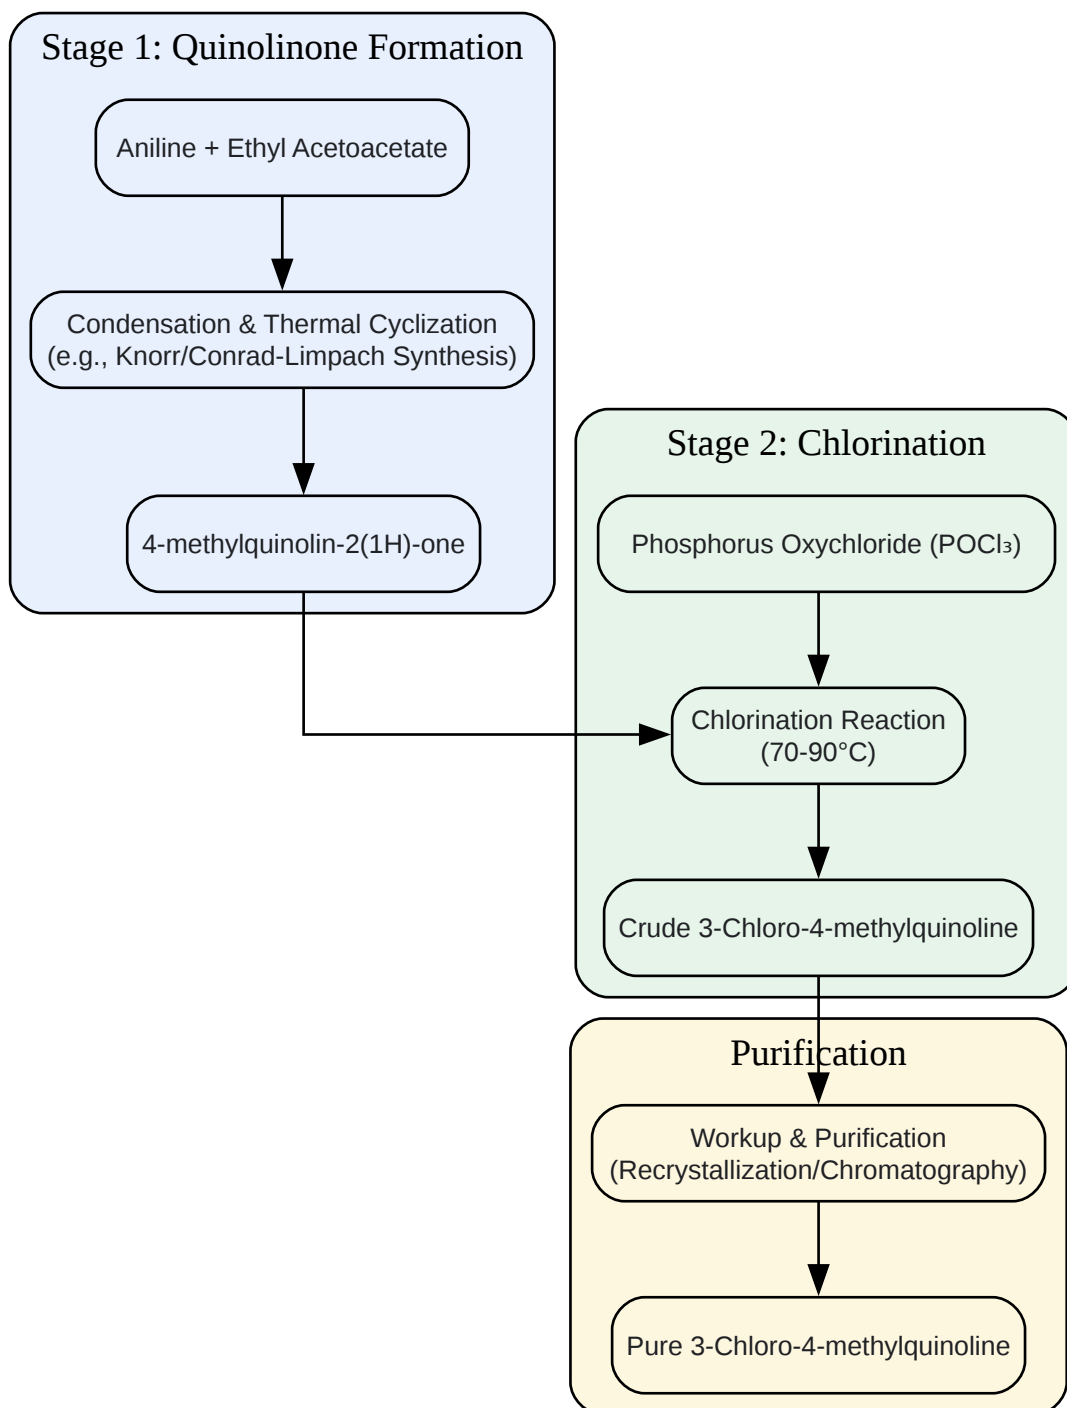 Stage 1: Quinolinone Formation
Aniline + Ethyl Acetoacetate
Condensation & Thermal Cyclization
(e.g., Knorr/Conrad-Limpach Synthesis)
4-methylquinolin-2(1H)-one
Stage 2: Chlorination
Phosphorus Oxychloride (POCl₃)
Chlorination Reaction
(70-90°C)
Crude 3-Chloro-4-methylquinoline
Purification
Workup & Purification
(Recrystallization/Chromatography)
Pure 3-Chloro-4-methylquinoline